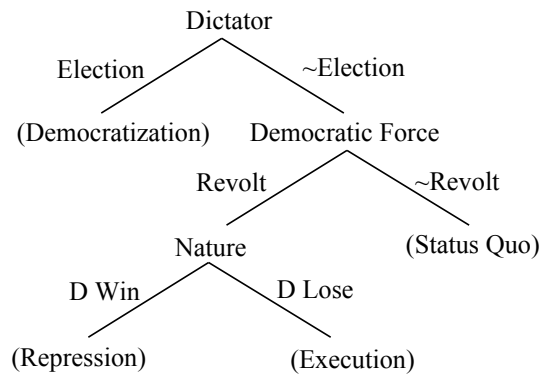 Dictator
Election
~Election
(Democratization)
Democratic Force
Revolt
~Revolt
Nature
(Status Quo)
D Win
D Lose
(Repression)
(Execution)